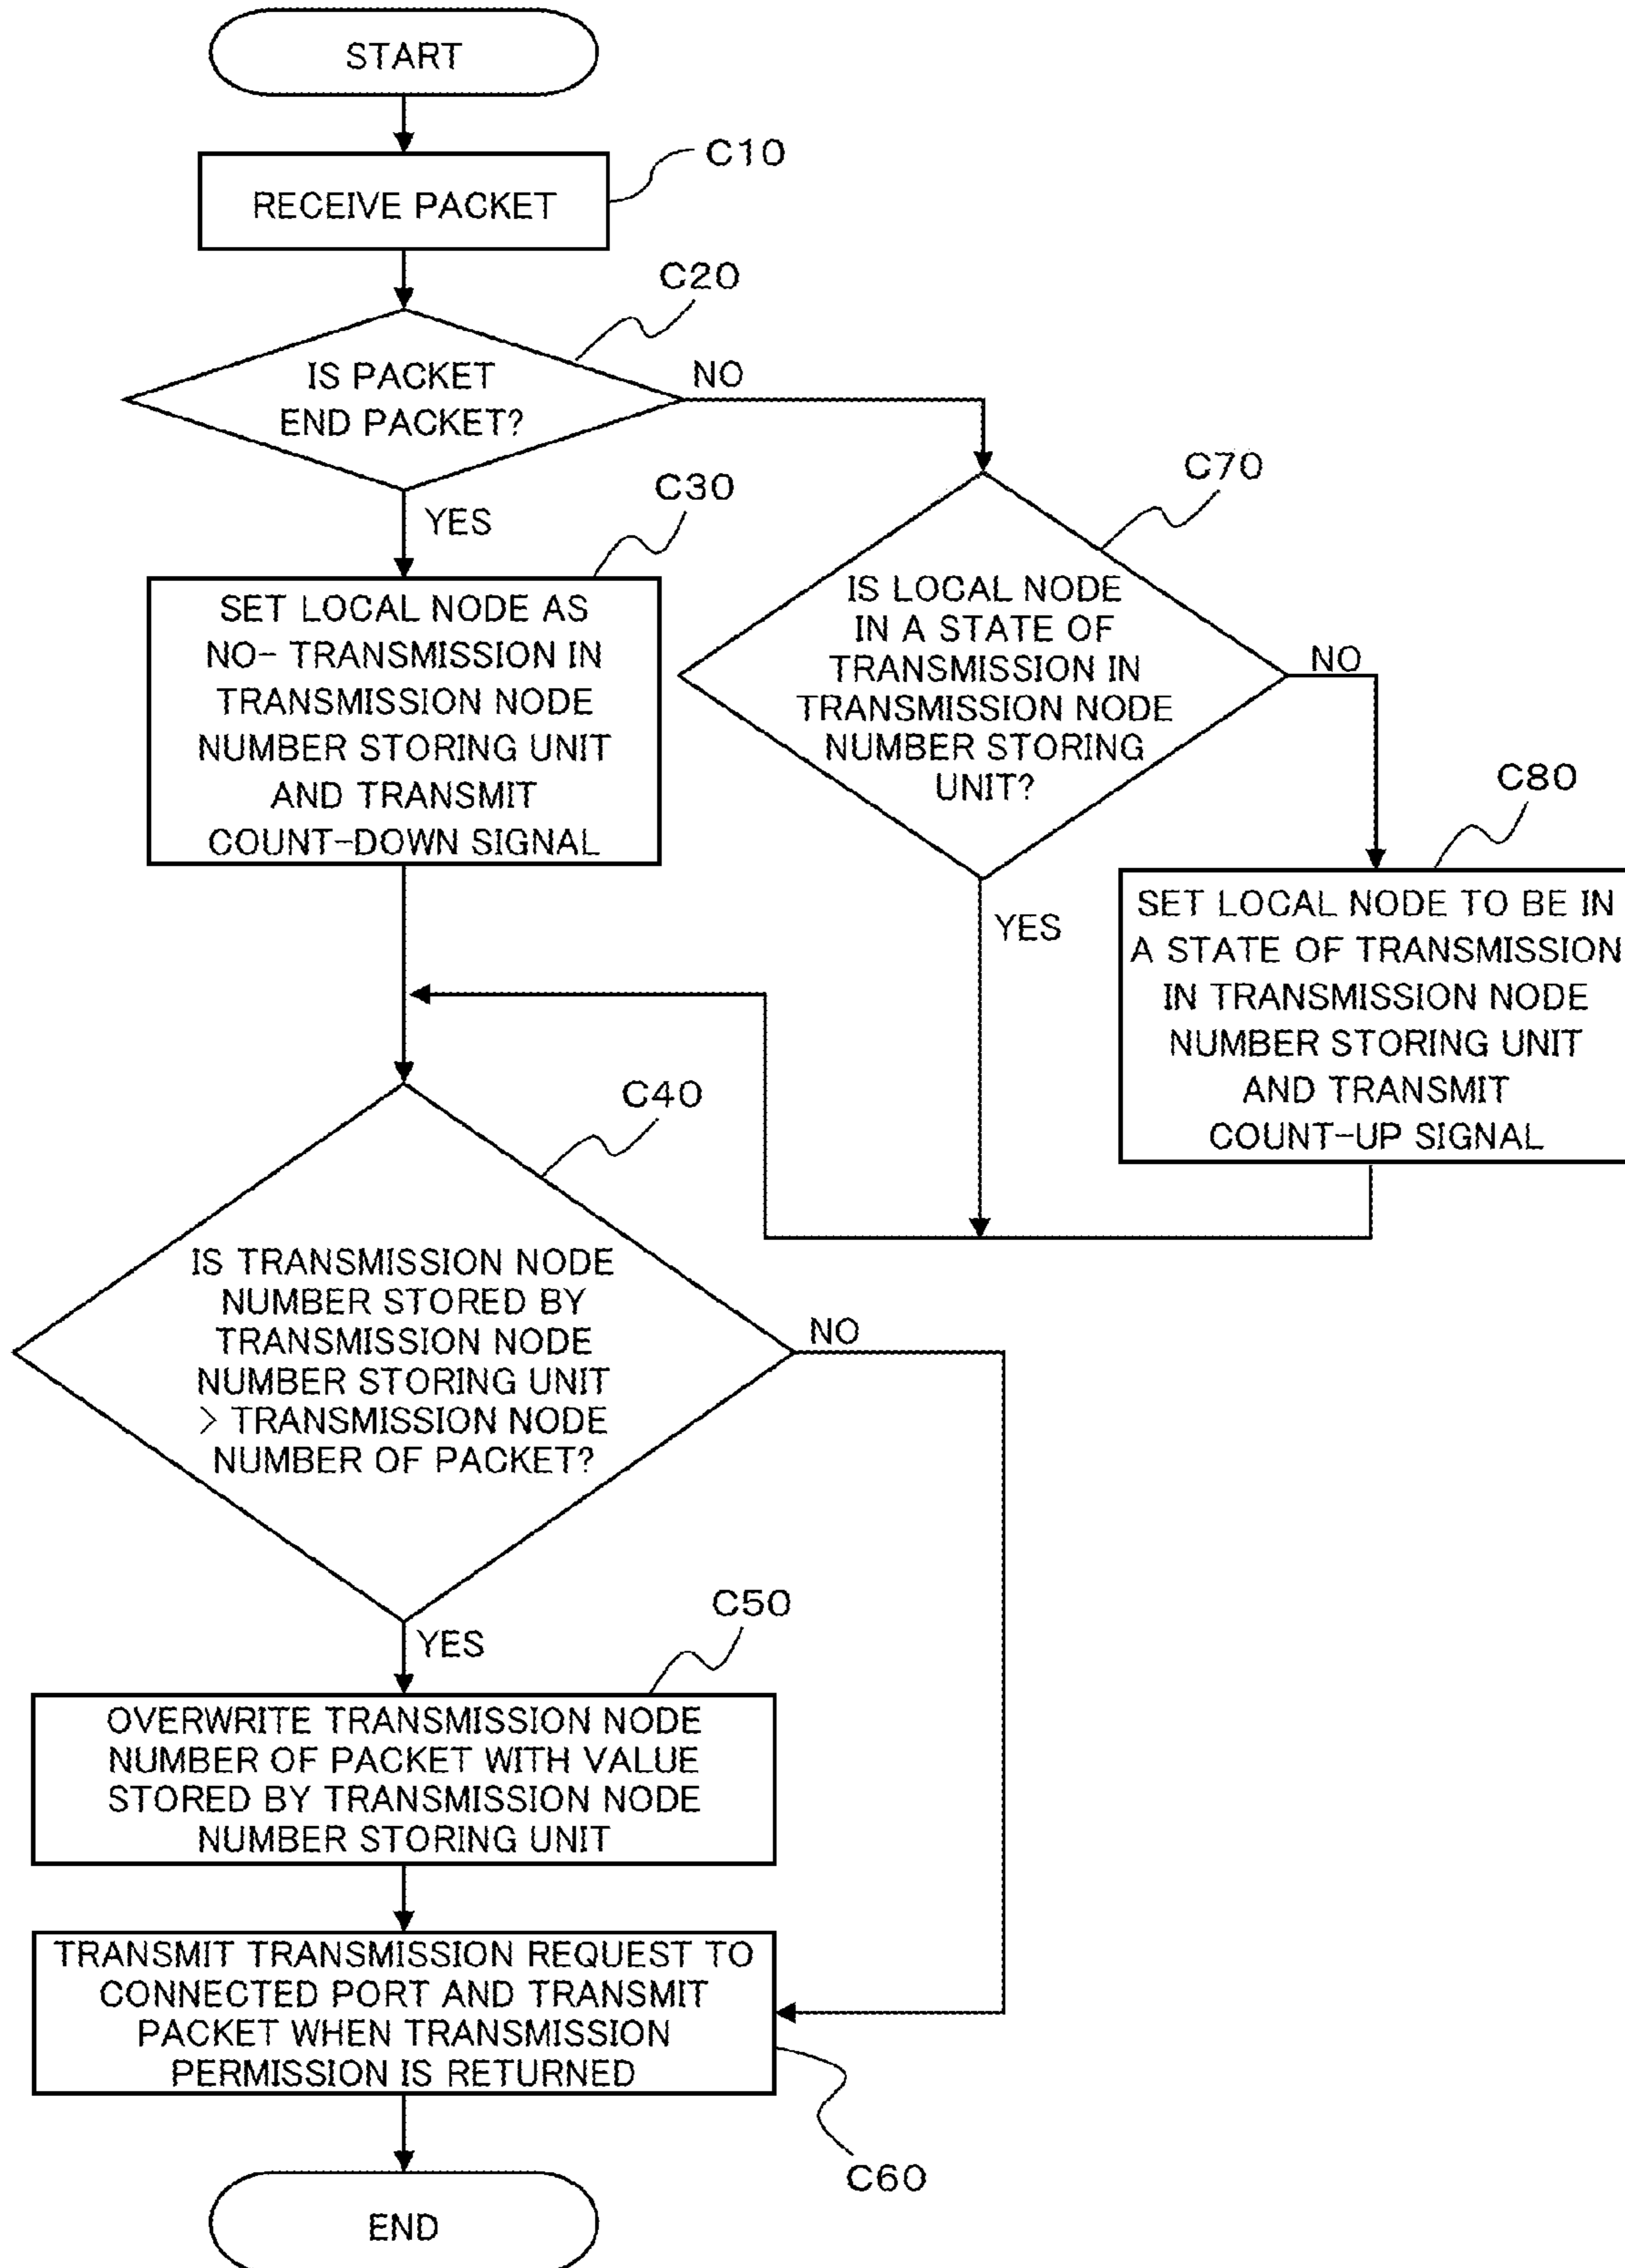 START
C10
RECEIVE PACKET
C20
IS PACKET
END PACKET?
NO
YES
C30
SET LOCAL NODE AS
NO- TRANSMISSION IN
TRANSMISSION NODE
NUMBER STORING UNIT
AND TRANSMIT
COUNT-DOWN SIGNAL
C70
IS LOCAL NODE
IN A STATE OF
TRANSMISSION IN
TRANSMISSION NODE
NUMBER STORING
UNIT?
NO
YES
C80
SET LOCAL NODE TO BE IN
A STATE OF TRANSMISSION
IN TRANSMISSION NODE
NUMBER STORING UNIT
AND TRANSMIT
COUNT-UP SIGNAL
C40
IS TRANSMISSION NODE
NUMBER STORED BY
TRANSMISSION NODE
NUMBER STORING UNIT
> TRANSMISSION NODE
NUMBER OF PACKET?
NO
YES
C50
OVERWRITE TRANSMISSION NODE
NUMBER OF PACKET WITH VALUE
STORED BY TRANSMISSION NODE
NUMBER STORING UNIT
TRANSMIT TRANSMISSION REQUEST TO
CONNECTED PORT AND TRANSMIT
PACKET WHEN TRANSMISSION
PERMISSION IS RETURNED
C60
END